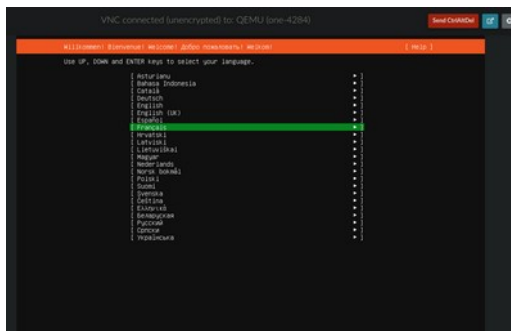 VNC connected (unencrypted) to: QEMU (one-4284)
Send CtrlAltDel
Willkommen! Bienvenue! Welcome! Добро пожаловать! Welkom!
[ Help ]
Use UP, DOWN and ENTER keys to select your language.
[ Asturianu ▸ ]
[ Bahasa Indonesia ▸ ]
[ Català ▸ ]
[ Deutsch ▸ ]
[ English ▸ ]
[ English (UK) ▸ ]
[ Español ▸ ]
[ Français ▸ ]
[ Hrvatski ▸ ]
[ Latviski ▸ ]
[ Lietuviškai ▸ ]
[ Magyar ▸ ]
[ Nederlands ▸ ]
[ Norsk bokmål ▸ ]
[ Polski ▸ ]
[ Suomi ▸ ]
[ Svenska ▸ ]
[ Čeština ▸ ]
[ Ελληνικά ▸ ]
[ Беларуская ▸ ]
[ Русский ▸ ]
[ Српски ▸ ]
[ Українська ▸ ]